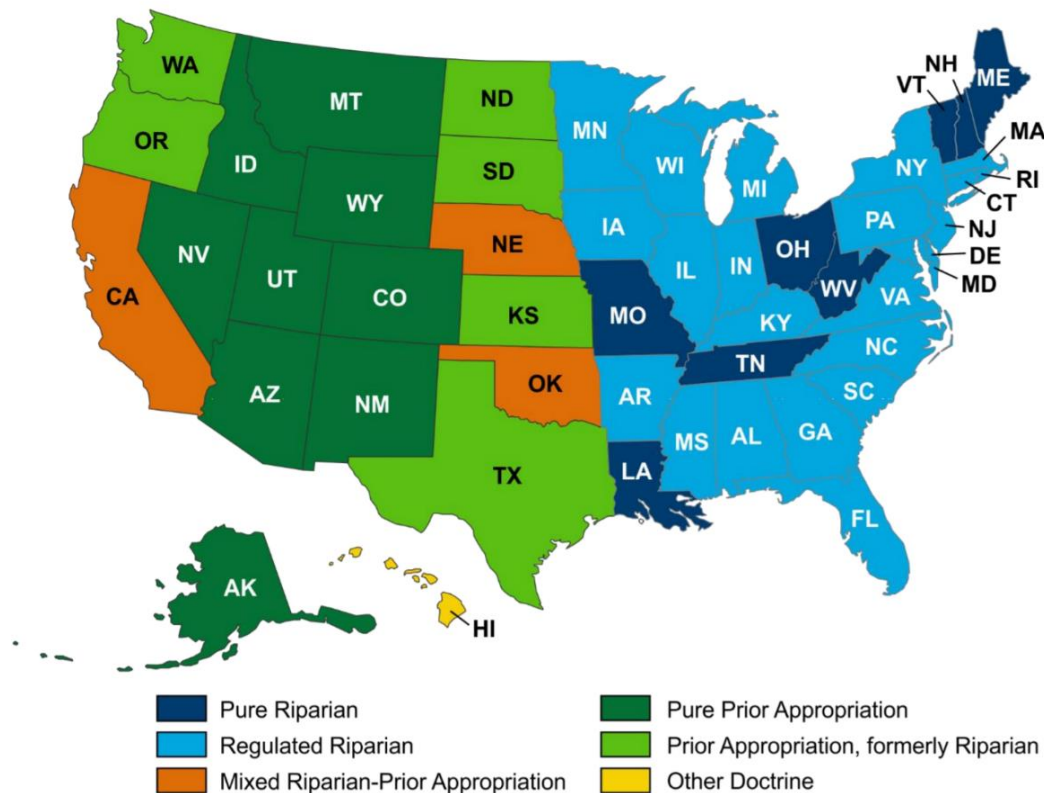 WA
MT
ND
MN
VT
NH
ME
OR
ID
SD
WI
MI
NY
MA
RI
CT
WY
NE
IA
PA
NJ
DE
MD
NV
UT
CO
IL
IN
OH
WV
VA
CA
KS
MO
KY
AZ
NM
OK
AR
TN
NC
SC
TX
LA
MS
AL
GA
FL
AK
HI
Pure Riparian
Regulated Riparian
Mixed Riparian-Prior Appropriation
Pure Prior Appropriation
Prior Appropriation, formerly Riparian
Other Doctrine